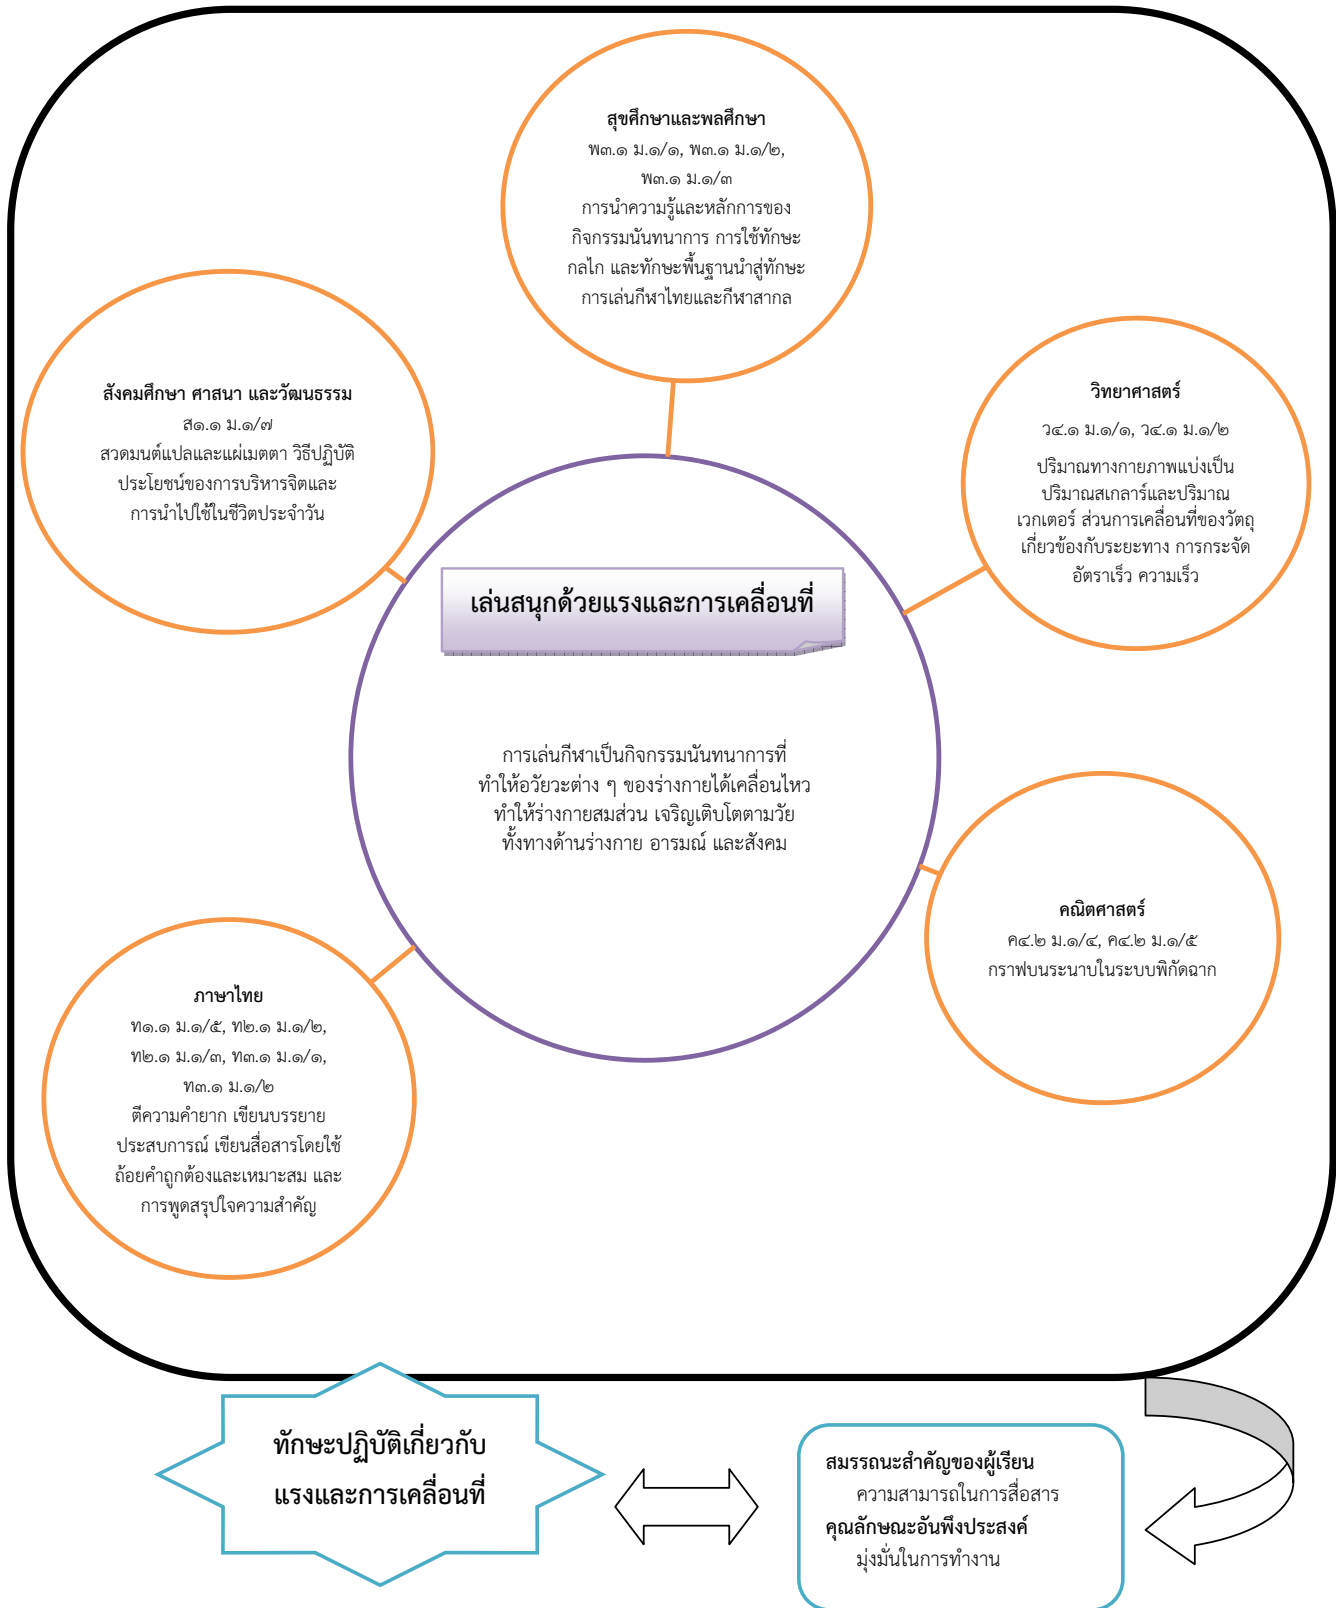 สุขศึกษาและพลศึกษา
พ๓.๑ ม.๑/๑, พ๓.๑ ม.๑/๒,
พ๓.๑ ม.๑/๓
การนำความรู้และหลักการของ
กิจกรรมนันทนาการ การใช้ทักษะ
กลไก และทักษะพื้นฐานนำสู่ทักษะ
การเล่นกีฬาไทยและกีฬาสากล
สังคมศึกษา ศาสนา และวัฒนธรรม
ส๑.๑ ม.๑/๗
สวดมนต์แปลและแผ่เมตตา วิธีปฏิบัติ
ประโยชน์ของการบริหารจิตและ
การนำไปใช้ในชีวิตประจำวัน
วิทยาศาสตร์
ว๔.๑ ม.๑/๑, ว๔.๑ ม.๑/๒
ปริมาณทางกายภาพแบ่งเป็น
ปริมาณสเกลาร์และปริมาณ
เวกเตอร์ ส่วนการเคลื่อนที่ของวัตถุ
เกี่ยวข้องกับระยะทาง การกระจัด
อัตราเร็ว ความเร็ว
เล่นสนุกด้วยแรงและการเคลื่อนที่
การเล่นกีฬาเป็นกิจกรรมนันทนาการที่
ทำให้อวัยวะต่าง ๆ ของร่างกายได้เคลื่อนไหว
ทำให้ร่างกายสมส่วน เจริญเติบโตตามวัย
ทั้งทางด้านร่างกาย อารมณ์ และสังคม
คณิตศาสตร์
ค๔.๒ ม.๑/๔, ค๔.๒ ม.๑/๕
กราฟบนระนาบในระบบพิกัดฉาก
ภาษาไทย
ท๑.๑ ม.๑/๕, ท๒.๑ ม.๑/๒,
ท๒.๑ ม.๑/๓, ท๓.๑ ม.๑/๑,
ท๓.๑ ม.๑/๒
ตีความคำยาก เขียนบรรยาย
ประสบการณ์ เขียนสื่อสารโดยใช้
ถ้อยคำถูกต้องและเหมาะสม และ
การพูดสรุปใจความสำคัญ
ทักษะปฏิบัติเกี่ยวกับ
แรงและการเคลื่อนที่
สมรรถนะสำคัญของผู้เรียน
ความสามารถในการสื่อสาร
คุณลักษณะอันพึงประสงค์
มุ่งมั่นในการทำงาน